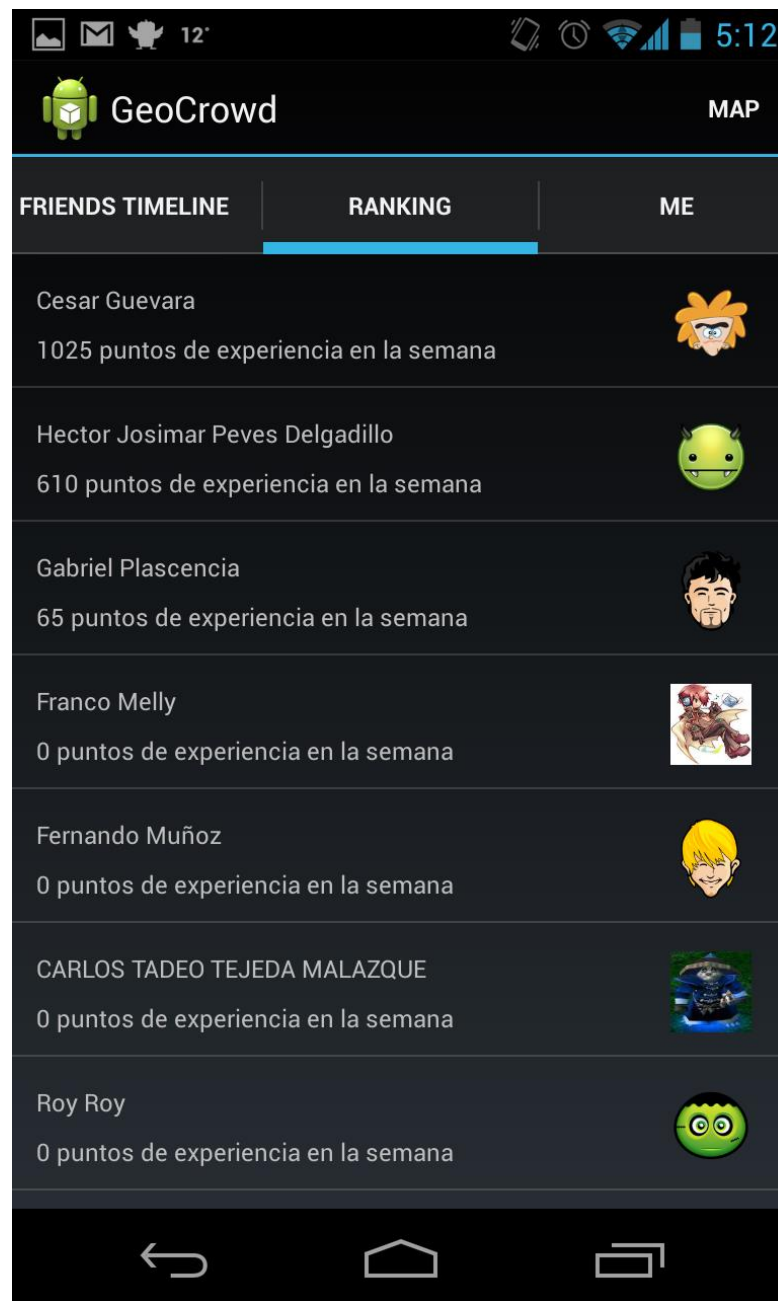 12° 5:12
GeoCrowd MAP
FRIENDS TIMELINE RANKING ME
Cesar Guevara
1025 puntos de experiencia en la semana
Hector Josimar Peves Delgadillo
610 puntos de experiencia en la semana
Gabriel Plascencia
65 puntos de experiencia en la semana
Franco Melly
0 puntos de experiencia en la semana
Fernando Muñoz
0 puntos de experiencia en la semana
CARLOS TADEO TEJEDA MALAZQUE
0 puntos de experiencia en la semana
Roy Roy
0 puntos de experiencia en la semana